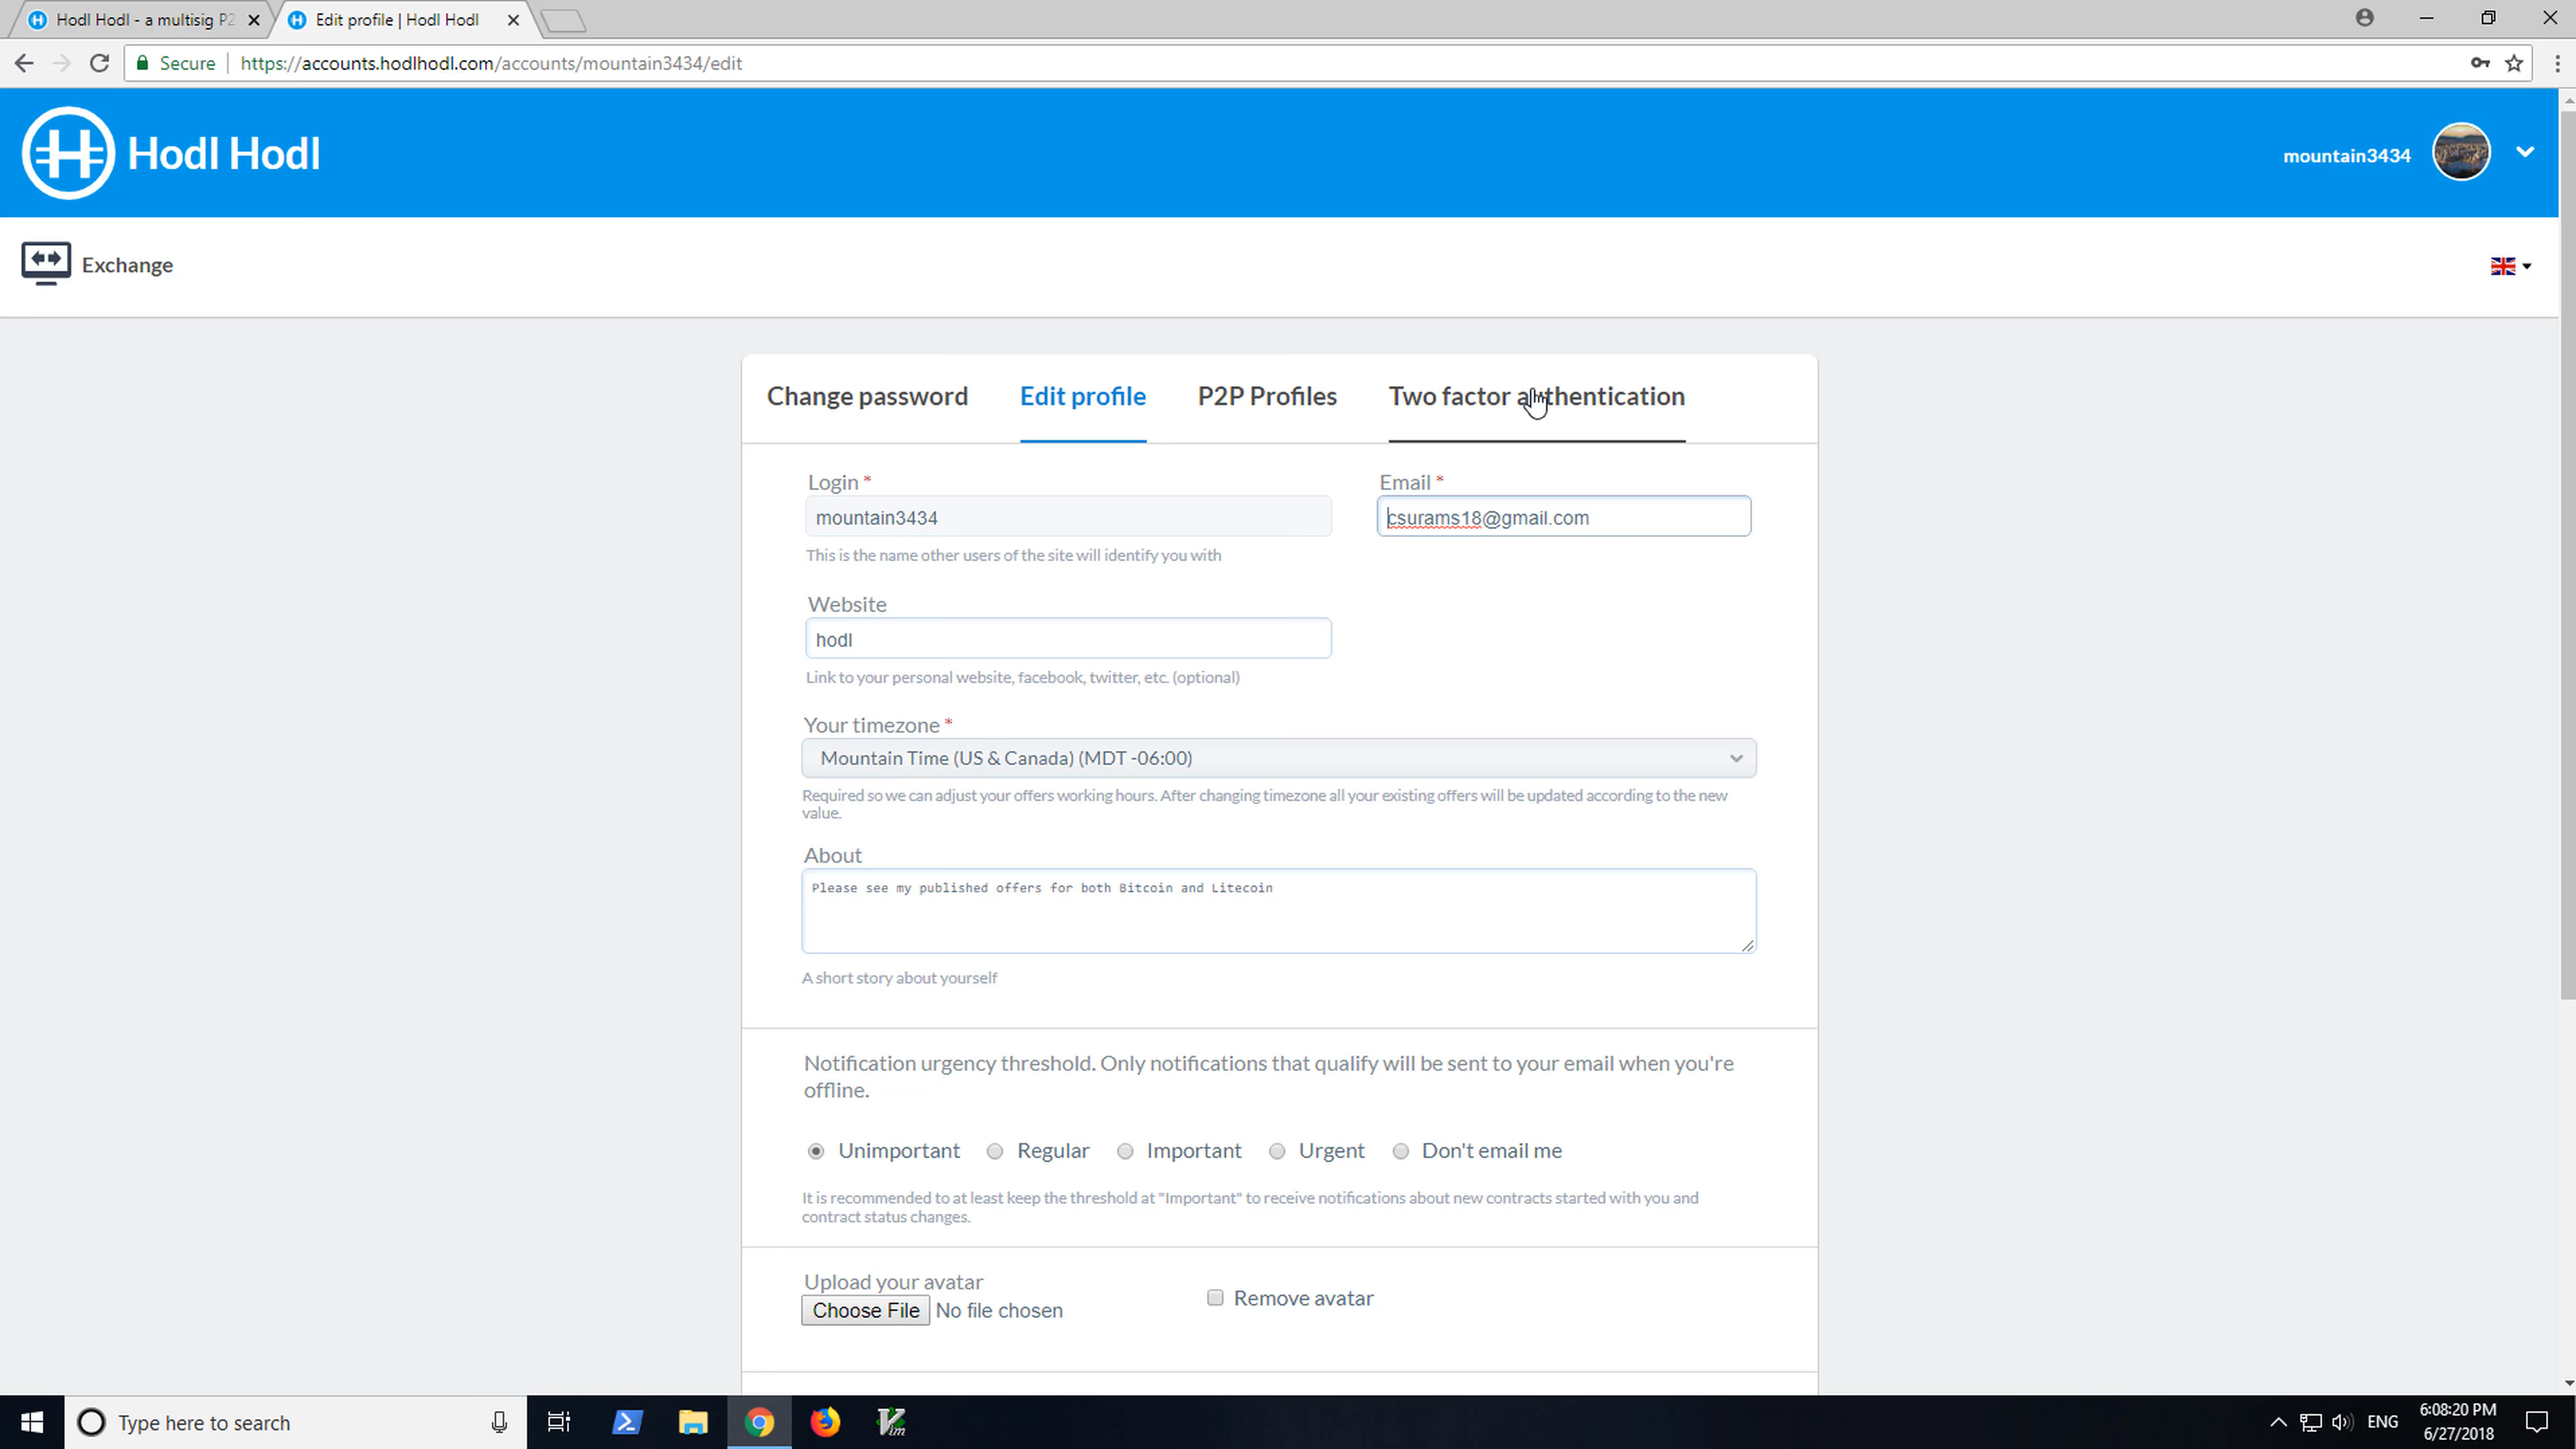 Hodl Hodl - a multisig P2
Edit profile | Hodl Hodl
Secure
https://accounts.hodlhodl.com/accounts/mountain3434/edit
Hodl Hodl
mountain3434
Exchange
Change password
Edit profile
P2P Profiles
Two factor authentication
Login *
Email *
mountain3434
csurams18@gmail.com
This is the name other users of the site will identify you with
Website
hodl
Link to your personal website, facebook, twitter, etc. (optional)
Your timezone *
Mountain Time (US & Canada) (MDT -06:00)
Required so we can adjust your offers working hours. After changing timezone all your existing offers will be updated according to the new
value.
About
Please see my published offers for both Bitcoin and Litecoin
A short story about yourself
Notification urgency threshold. Only notifications that qualify will be sent to your email when you're
offline.
Unimportant
Regular
Important
Urgent
Don't email me
It is recommended to at least keep the threshold at "Important" to receive notifications about new contracts started with you and
contract status changes.
Upload your avatar
Choose File No file chosen
Remove avatar
Type here to search
Vim
ENG
6:08:20 PM
6/27/2018